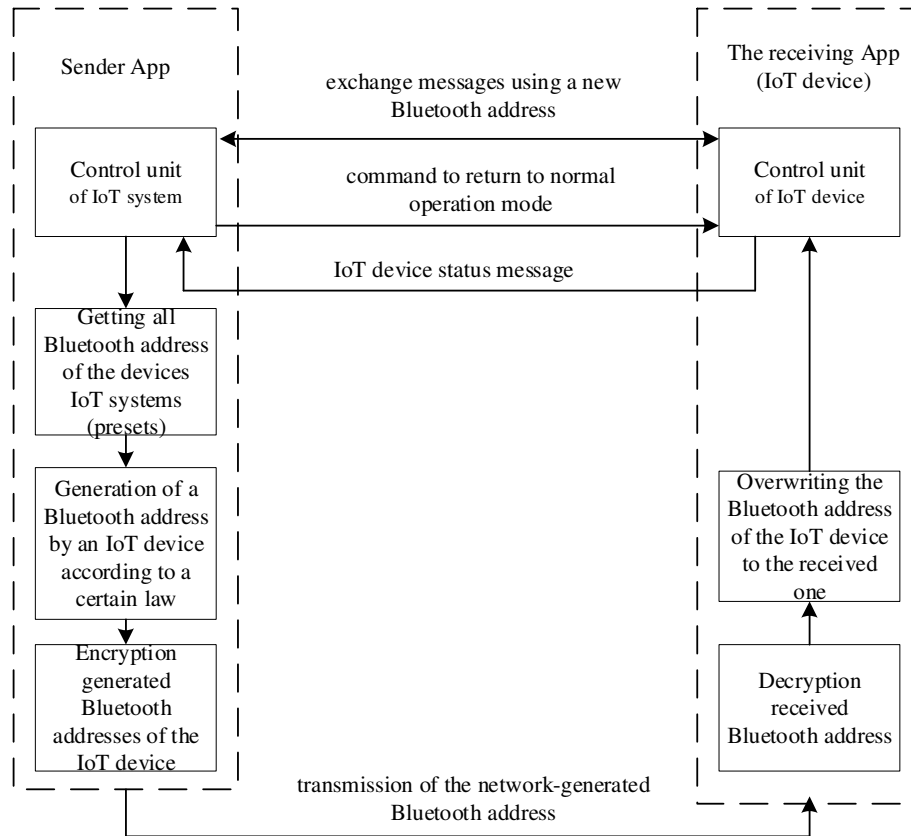 Sender App
The receiving App
(IoT device)
exchange messages using a new
Bluetooth address
Control unit
of IoT system
Control unit
of IoT device
command to return to normal
operation mode
IoT device status message
Getting all
Bluetooth address
of the devices
IoT systems
(presets)
Generation of a
Bluetooth address
by an IoT device
according to a
certain law
Encryption
generated
Bluetooth
addresses of the
IoT device
Overwriting the
Bluetooth address
of the IoT device
to the received
one
Decryption
received
Bluetooth address
transmission of the network-generated
Bluetooth address